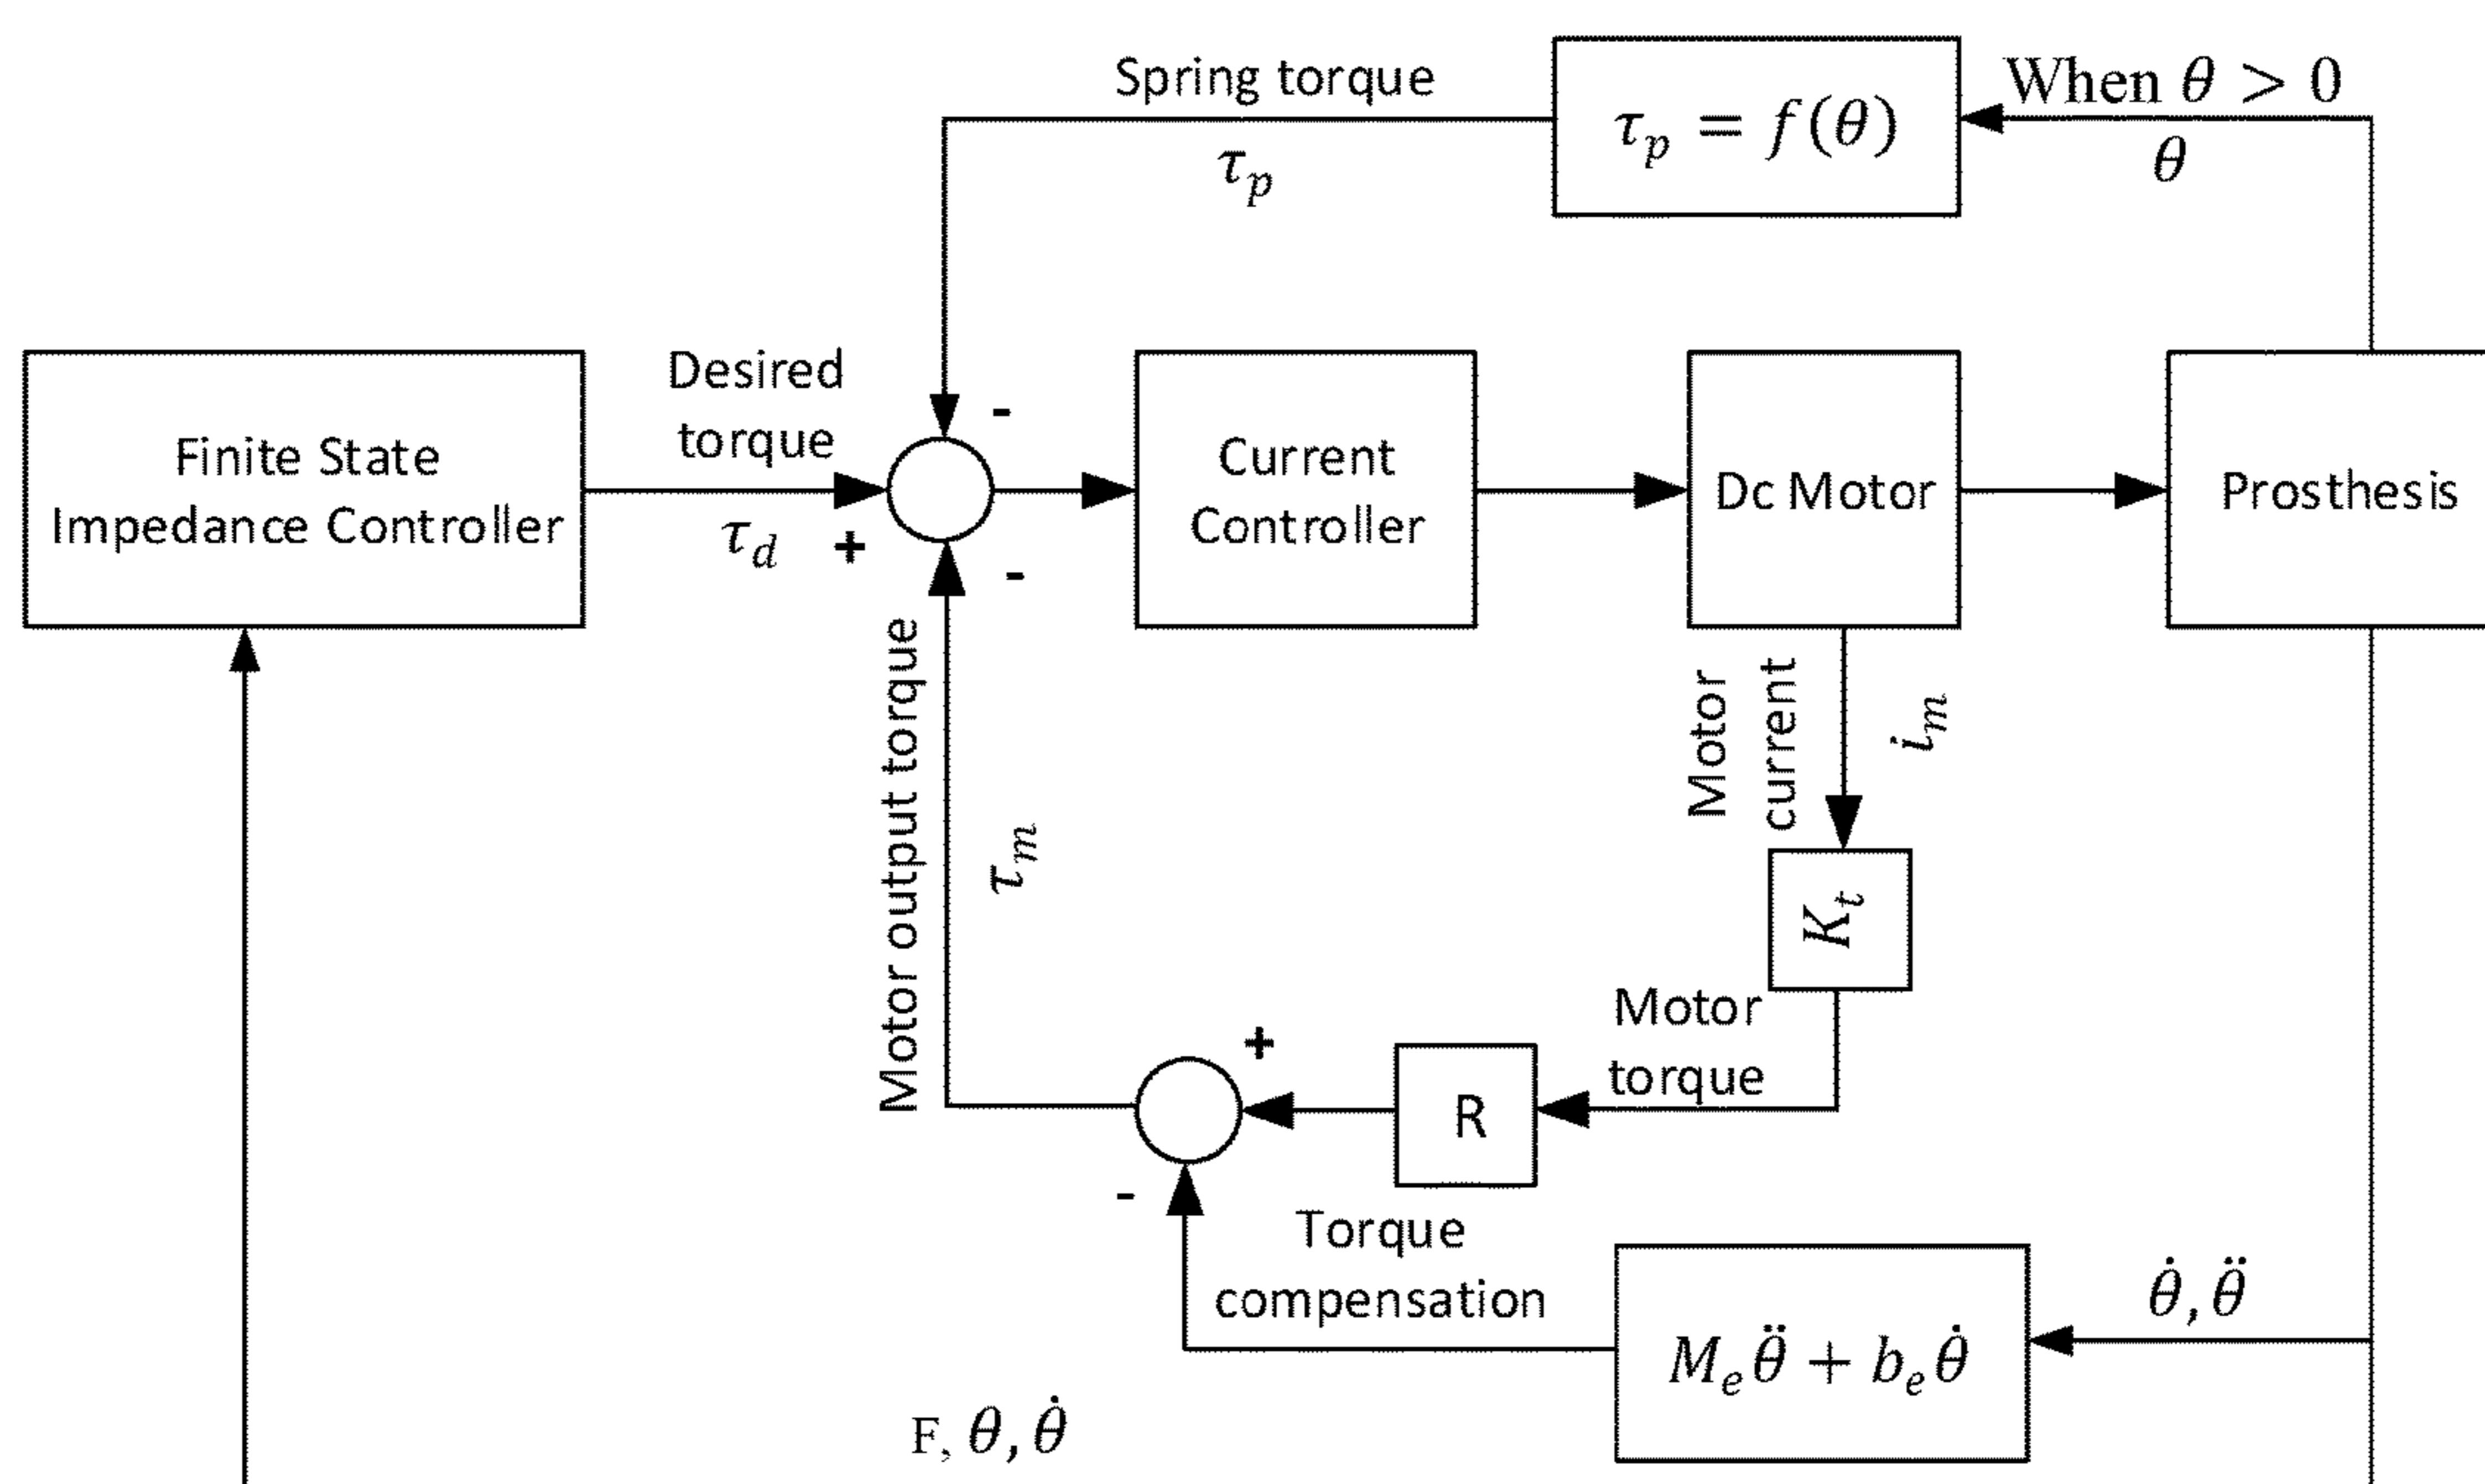 Spring torque
τ_p
τ_p = f(θ)
When θ > 0
θ
Finite State
Impedance Controller
Desired
torque
τ_d
+
-
-
Current
Controller
Dc Motor
Prosthesis
Motor output torque
τ_m
Motor
current
i_m
K_t
Motor
torque
R
+
-
Torque
compensation
M_e θ̈ + b_e θ̇
θ̇, θ̈
F, θ, θ̇